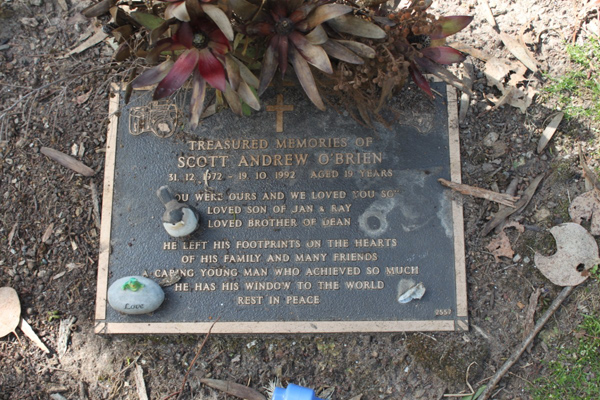 TREASURED MEMORIES OF
SCOTT ANDREW O'BRIEN
31. 12. 1972 - 19. 10. 1992 AGED 19 YEARS
YOU WERE OURS AND WE LOVED YOU SO
LOVED SON OF JAN & RAY
LOVED BROTHER OF DEAN
HE LEFT HIS FOOTPRINTS ON THE HEARTS
OF HIS FAMILY AND MANY FRIENDS
A CARING YOUNG MAN WHO ACHIEVED SO MUCH
HE HAS HIS WINDOW TO THE WORLD
REST IN PEACE
Love